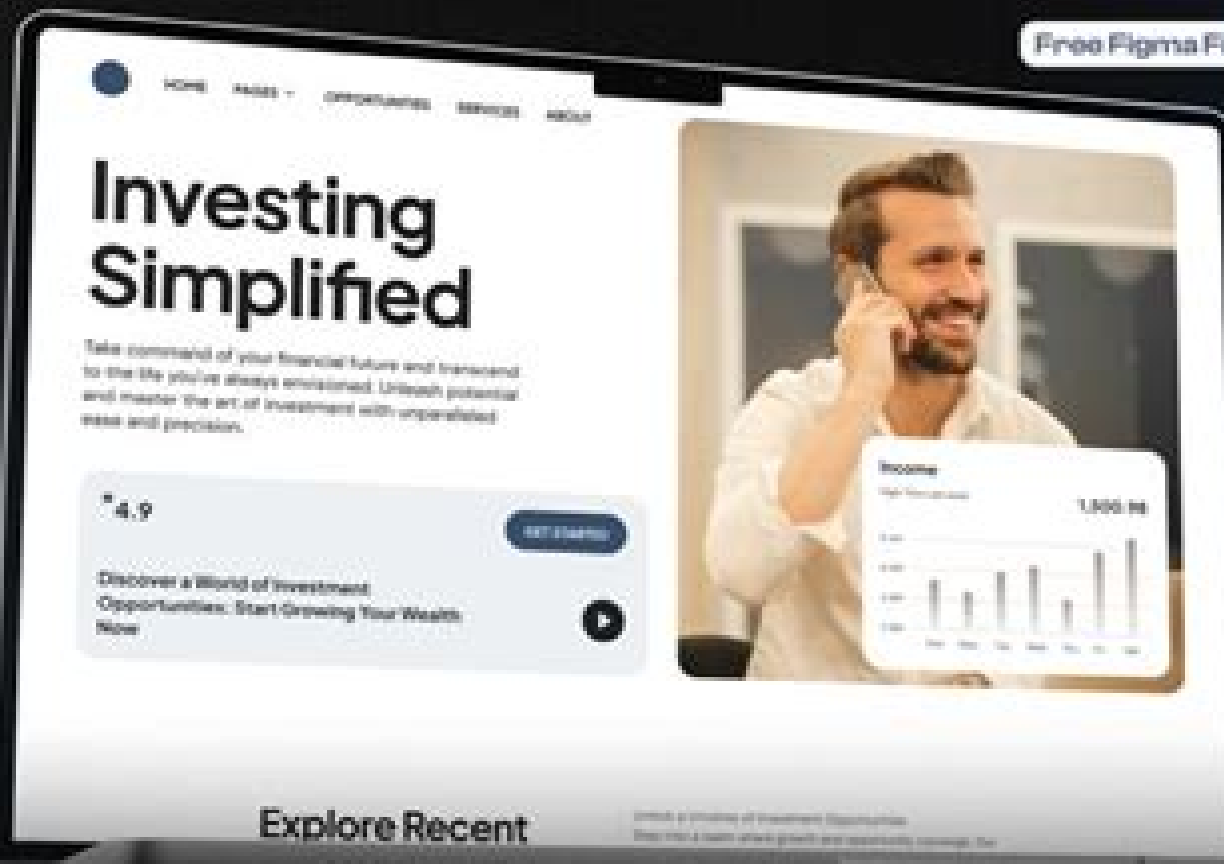 Free Figma Fi
HOME PAGES OPPORTUNITIES SERVICES ABOUT
Investing
Simplified
Take command of your financial future and transcend
to the life you've always envisioned. Unleash potential
and master the art of investment with unparalleled
ease and precision.
4.9
GET STARTED
Discover a World of Investment
Opportunities: Start Growing Your Wealth
Now
Income
Explore Recent